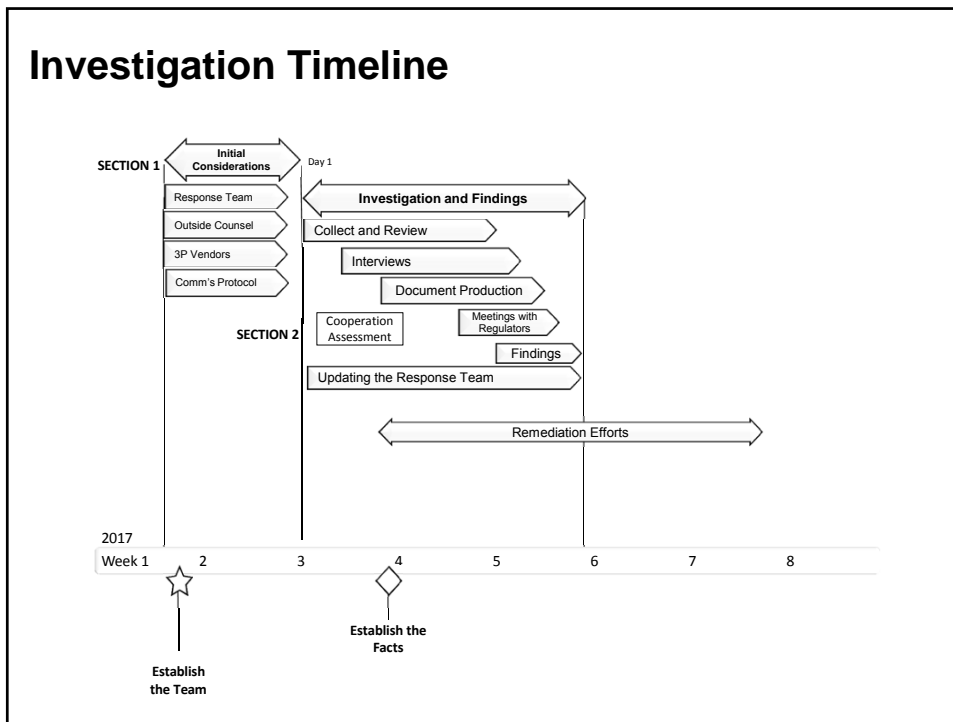 Investigation Timeline
SECTION 1
Initial
Considerations
Day 1
Response Team
Outside Counsel
3P Vendors
Comm's Protocol
Investigation and Findings
Collect and Review
Interviews
Document Production
SECTION 2
Cooperation
Assessment
Meetings with
Regulators
Findings
Updating the Response Team
Remediation Efforts
2017
Week 1 2 3 4 5 6 7 8
Establish the
Facts
Establish
the Team